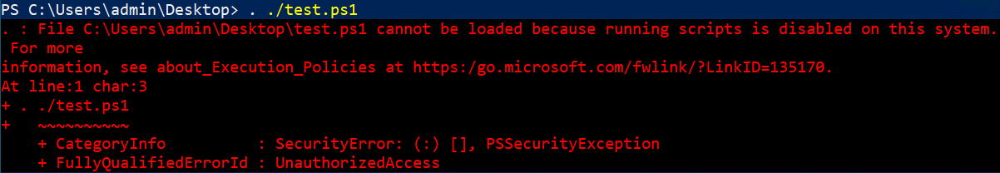 PS C:\Users\admin\Desktop> . ./test.ps1
. : File C:\Users\admin\Desktop\test.ps1 cannot be loaded because running scripts is disabled on this system.
 For more
information, see about_Execution_Policies at https:/go.microsoft.com/fwlink/?LinkID=135170.
At line:1 char:3
+ . ./test.ps1
+   ~~~~~~~~~~
    + CategoryInfo          : SecurityError: (:) [], PSSecurityException
    + FullyQualifiedErrorId : UnauthorizedAccess